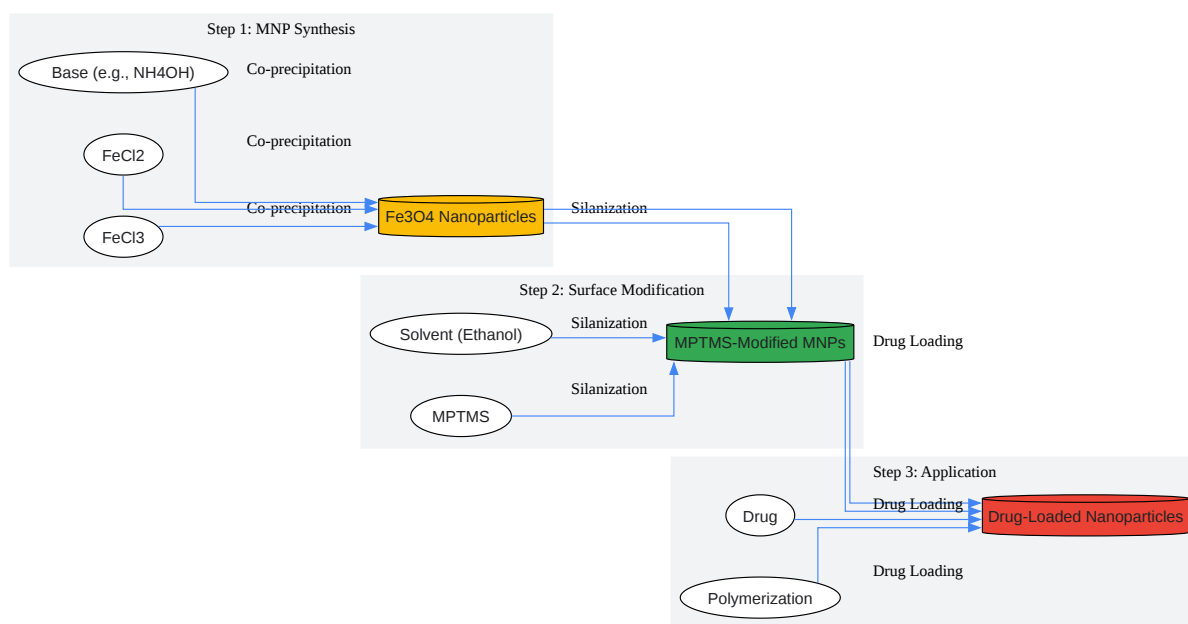 Step 1: MNP Synthesis
Base (e.g., NH4OH)
Co-precipitation
FeCl2
Co-precipitation
FeCl3
Co-precipitation
Fe3O4 Nanoparticles
Silanization
Step 2: Surface Modification
Solvent (Ethanol)
Silanization
MPTMS-Modified MNPs
Drug Loading
MPTMS
Silanization
Step 3: Application
Drug
Drug Loading
Drug-Loaded Nanoparticles
Polymerization
Drug Loading